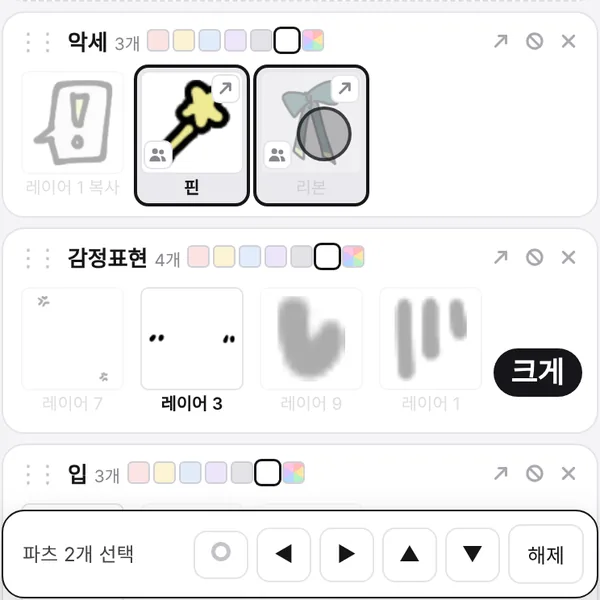 악세 3개
레이어 1 복사
핀
리본
감정표현 4개
레이어 7
레이어 3
레이어 9
레이어 1
크게
입 3개
파츠 2개 선택
해제